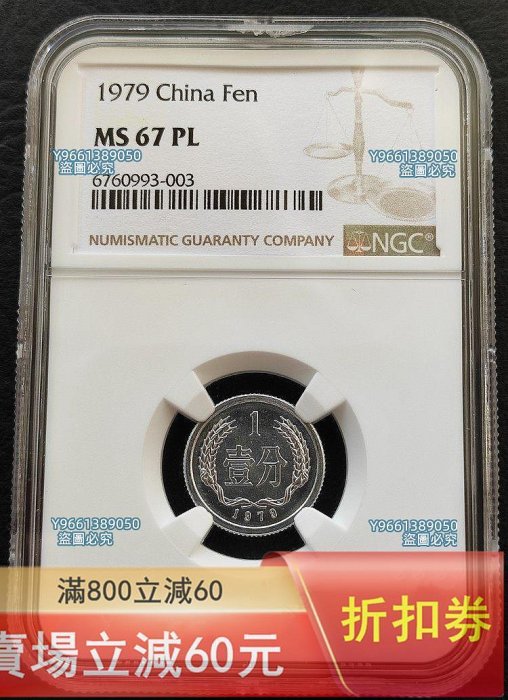 1979 China Fen
MS 67 PL
Y9661389050
盜圖必究
Y9661389050
盜圖必究
6760993-003
NUMISMATIC GUARANTY COMPANY
NGC®
1
壹分
1979
Y9661389050
盜圖必究
Y9661389050
盜圖必究
滿800立減60
折扣券
賣場立減60元